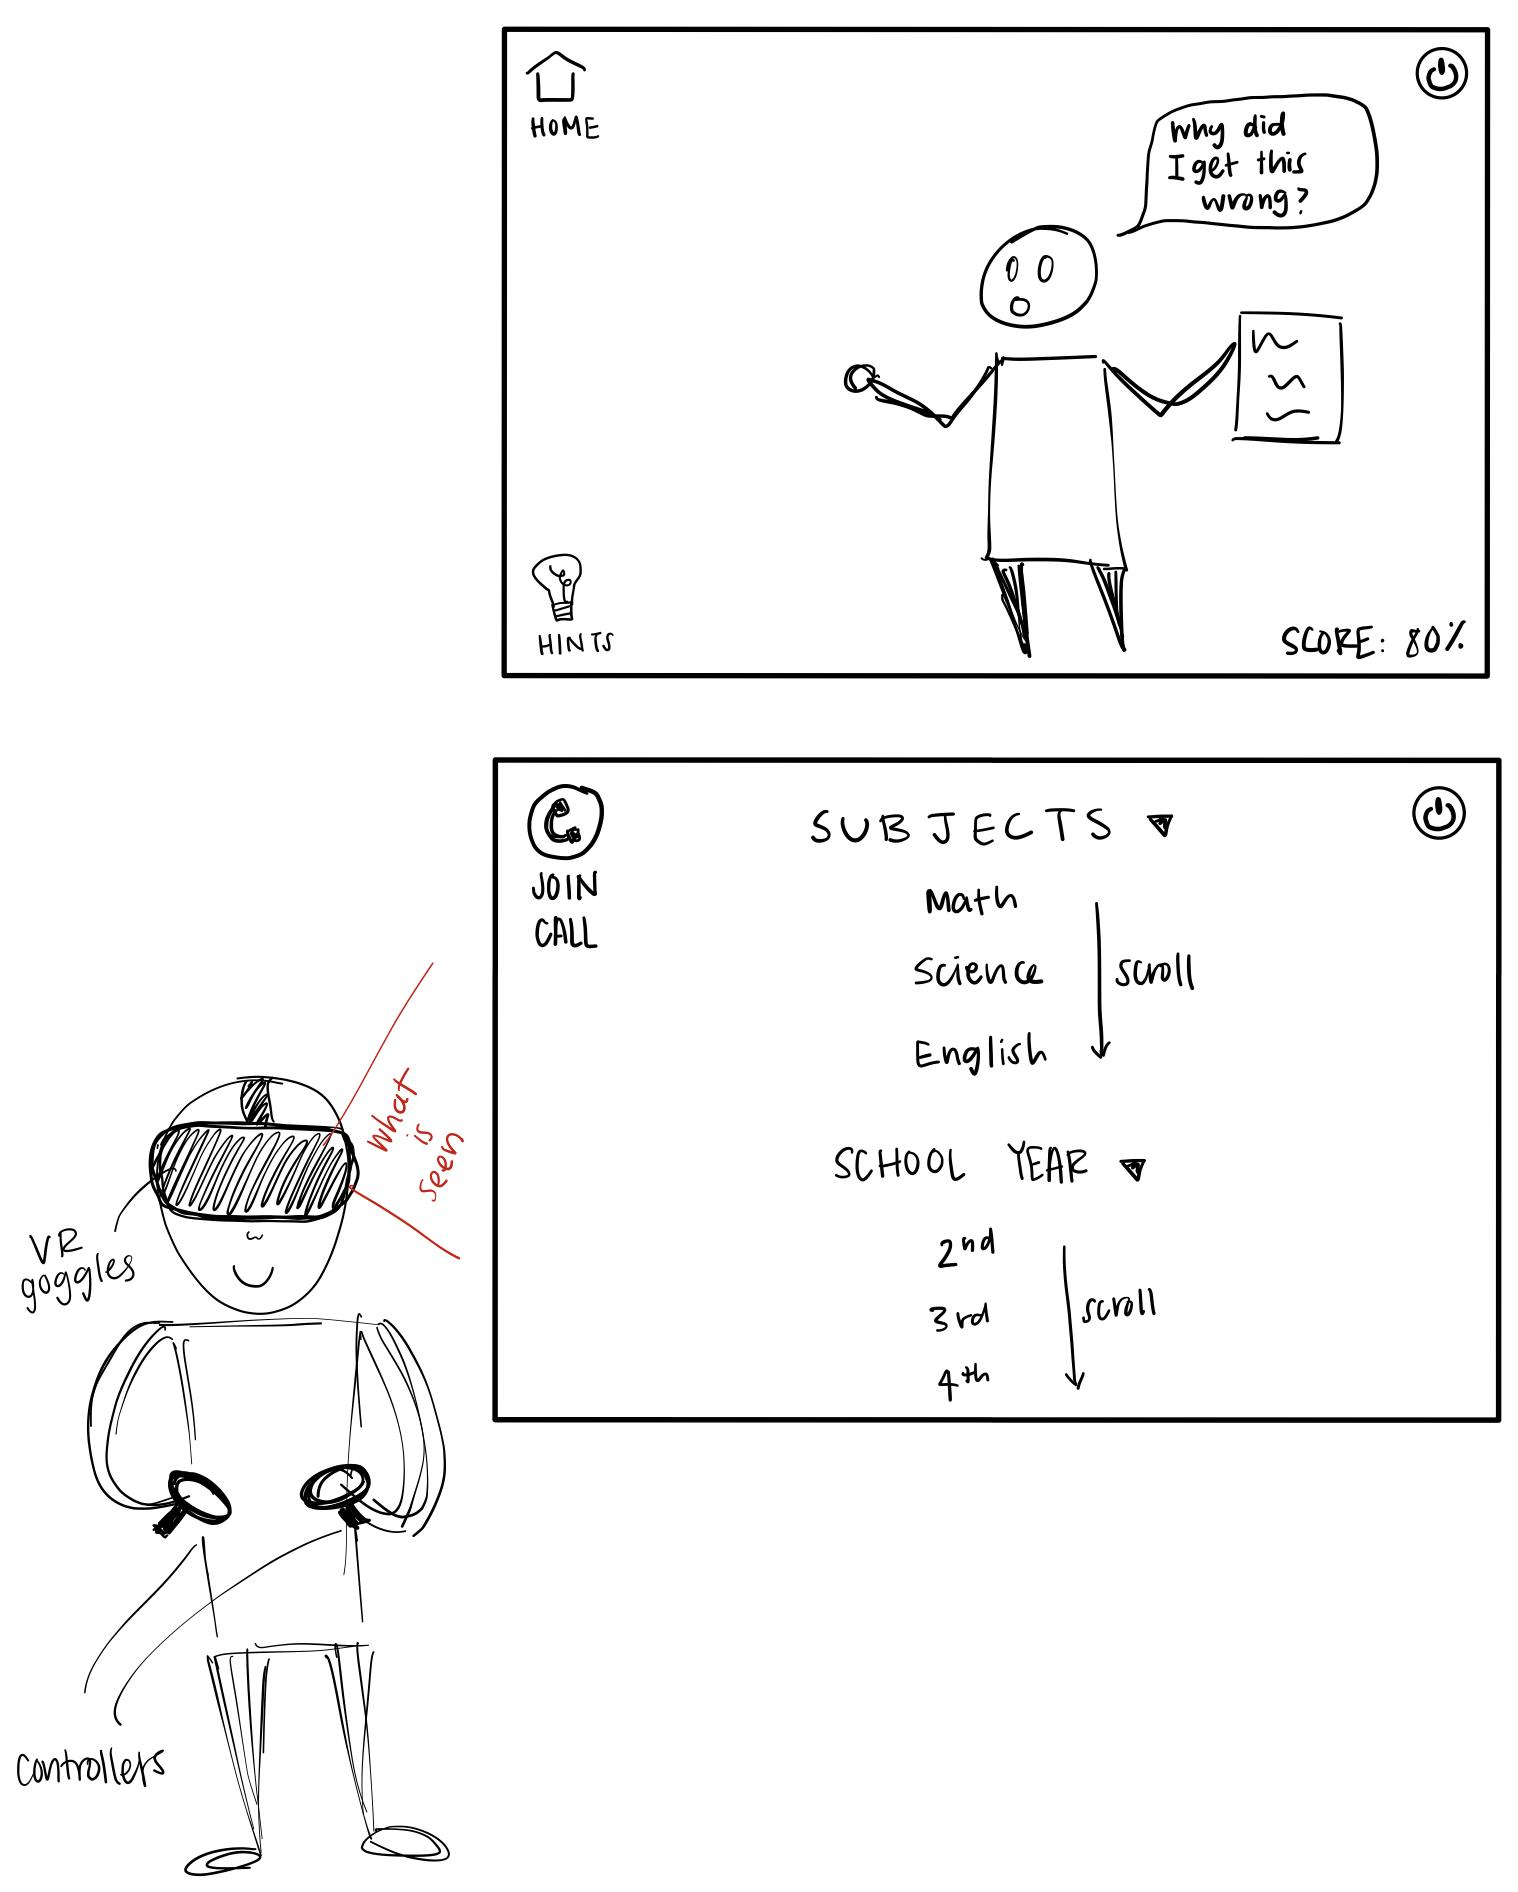 HOME
Why did
I get this
wrong?
HINTS
SCORE: 80%
JOIN
CALL
SUBJECTS
Math
Science
English
scroll
SCHOOL YEAR
2nd
3rd
4th
scroll
what
is
seen
VR
goggles
controllers